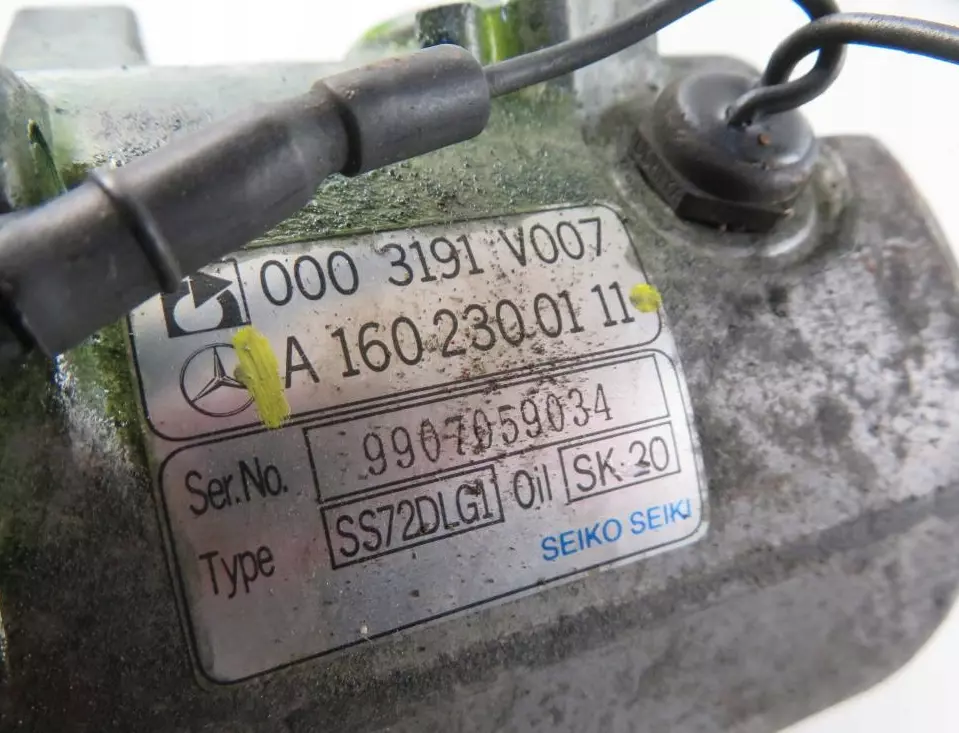 000 3191 V007
A 160 230 01 11
Ser.No. 9907059034
Type SS72DLG1 Oil SK 20
SEIKO SEIKI